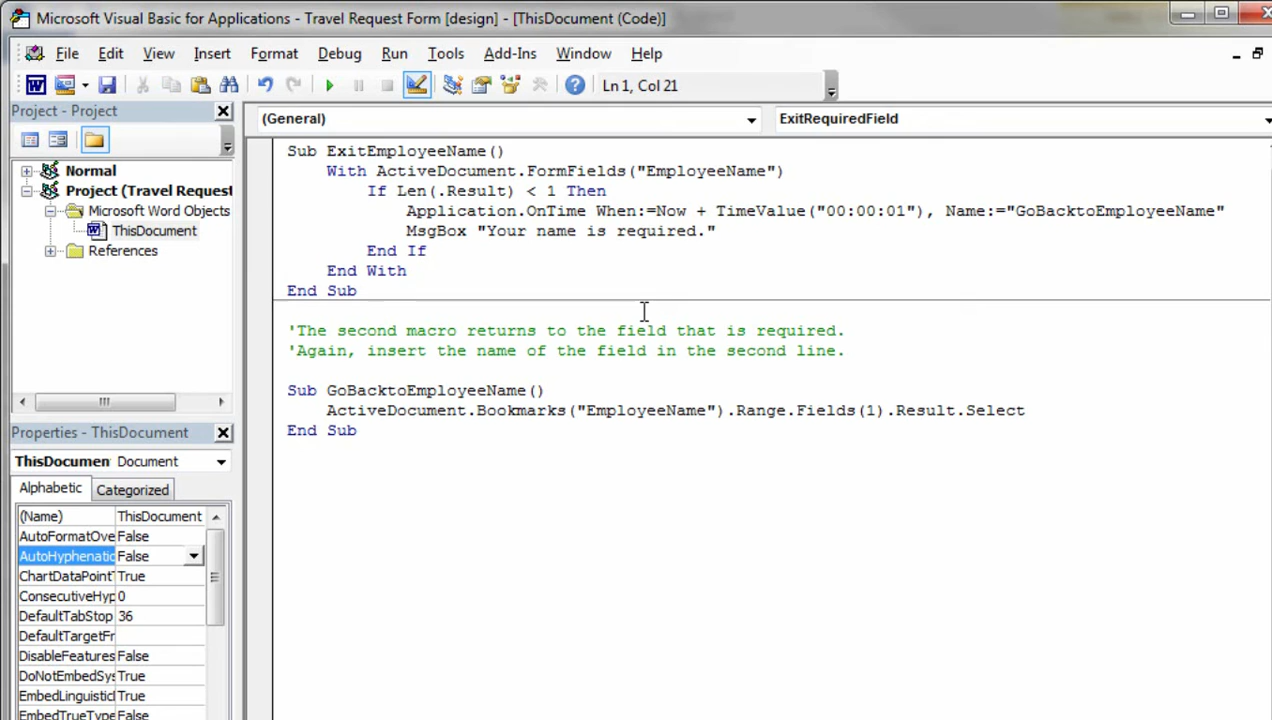 Microsoft Visual Basic for Applications - Travel Request Form [design] - [ThisDocument (Code)]
File Edit View Insert Format Debug Run Tools Add-Ins Window Help
Ln 1, Col 21
Project - Project
(General)
ExitRequiredField
Normal
Project (Travel Request
Microsoft Word Objects
ThisDocument
References
Sub ExitEmployeeName()
With ActiveDocument.FormFields("EmployeeName")
If Len(.Result) < 1 Then
Application.OnTime When:=Now + TimeValue("00:00:01"), Name:="GoBacktoEmployeeName"
MsgBox "Your name is required."
End If
End With
End Sub
'The second macro returns to the field that is required.
'Again, insert the name of the field in the second line.
Sub GoBacktoEmployeeName()
ActiveDocument.Bookmarks("EmployeeName").Range.Fields(1).Result.Select
End Sub
Properties - ThisDocument
ThisDocumen Document
Alphabetic Categorized
(Name) ThisDocument
AutoFormatOve False
AutoHyphenatic False
ChartDataPointT True
ConsecutiveHyp 0
DefaultTabStop 36
DefaultTargetFr
DisableFeatures False
DoNotEmbedSys True
EmbedLinguistic True
EmbedTrueType False